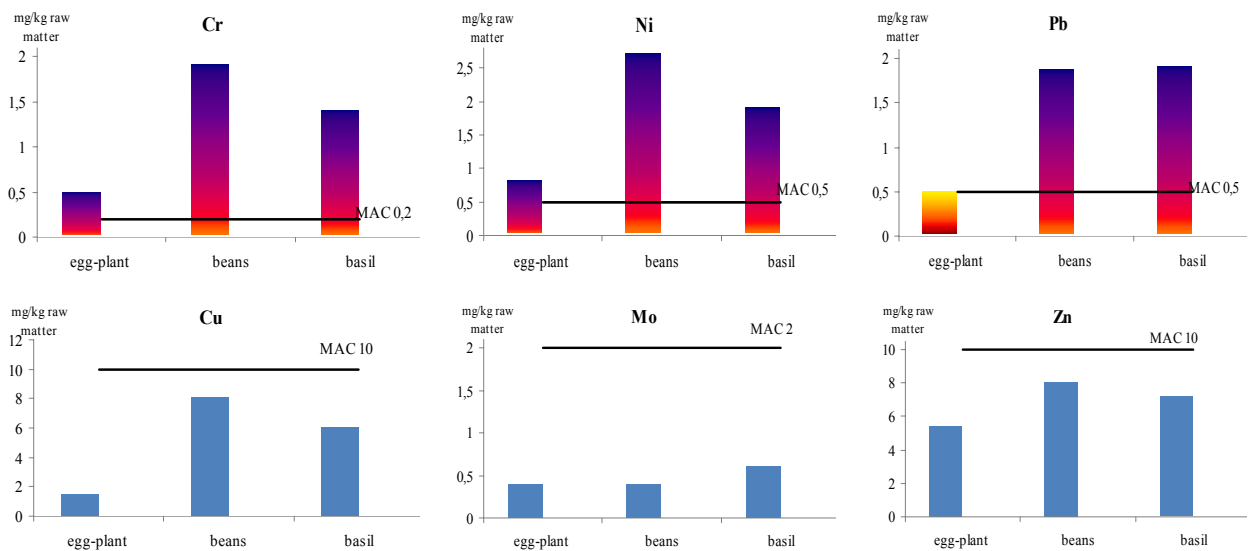 mg/kg raw
matter
Cr
2
1,5
1
0,5
0
MAC 0,2
egg-plant beans basil
mg/kg raw
matter
Ni
2,5
2
1,5
1
0,5
0
MAC 0,5
egg-plant beans basil
mg/kg raw
matter
Pb
2
1,5
1
0,5
0
MAC 0,5
egg-plant beans basil
mg/kg raw
matter
Cu
12
10
8
6
4
2
0
MAC 10
egg-plant beans basil
mg/kg raw
matter
Mo
2
1,5
1
0,5
0
MAC 2
egg-plant beans basil
mg/kg raw
matter
Zn
10
8
6
4
2
0
MAC 10
egg-plant beans basil